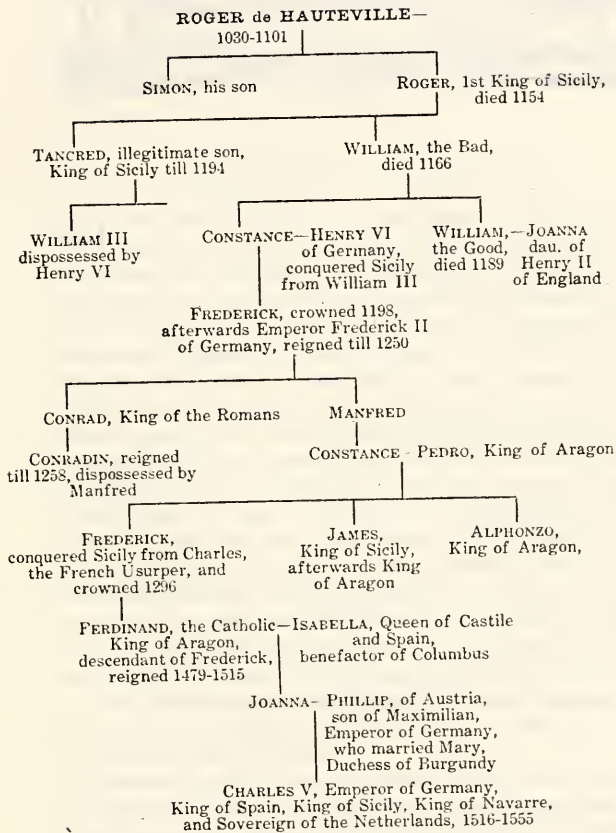 ROGER de HAUTEVILLE—
1030-1101
SIMON, his son
ROGER, 1st King of Sicily,
died 1154
TANCRED, illegitimate son,
King of Sicily till 1194
WILLIAM, the Bad,
died 1166
WILLIAM III
dispossessed by
Henry VI
CONSTANCE—HENRY VI
of Germany,
conquered Sicily
from William III
WILLIAM,—JOANNA
the Good, dau. of
died 1189 Henry II
of England
FREDERICK, crowned 1198,
afterwards Emperor Frederick II
of Germany, reigned till 1250
CONRAD, King of the Romans
MANFRED
CONRADIN, reigned
till 1258, dispossessed by
Manfred
CONSTANCE - PEDRO, King of Aragon
FREDERICK,
conquered Sicily from Charles,
the French Usurper, and
crowned 1296
JAMES,
King of Sicily,
afterwards King
of Aragon
ALPHONZO,
King of Aragon,
FERDINAND, the Catholic—ISABELLA, Queen of Castile
King of Aragon, and Spain,
descendant of Frederick, benefactor of Columbus
reigned 1479-1515
JOANNA- PHILLIP, of Austria,
son of Maximilian,
Emperor of Germany,
who married Mary,
Duchess of Burgundy
CHARLES V, Emperor of Germany,
King of Spain, King of Sicily, King of Navarre,
and Sovereign of the Netherlands, 1516-1555